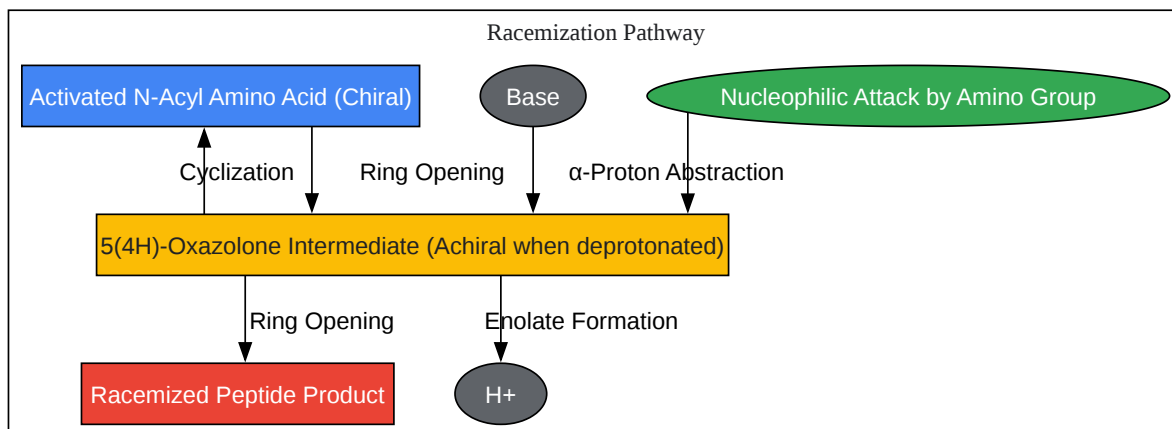 Racemization Pathway
Activated N-Acyl Amino Acid (Chiral)
Base
Nucleophilic Attack by Amino Group
Cyclization
Ring Opening
α-Proton Abstraction
5(4H)-Oxazolone Intermediate (Achiral when deprotonated)
Ring Opening
Enolate Formation
Racemized Peptide Product
H+